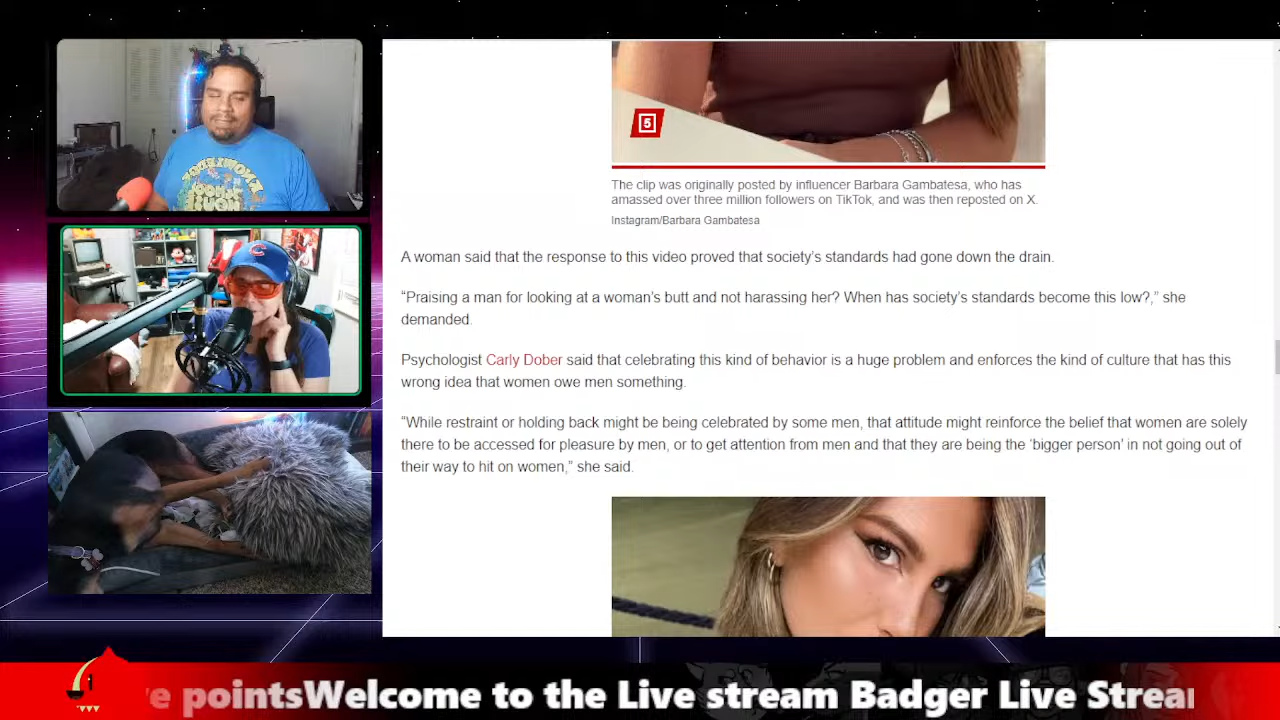 5
The clip was originally posted by influencer Barbara Gambatesa, who has
amassed over three million followers on TikTok, and was then reposted on X.
Instagram/Barbara Gambatesa
A woman said that the response to this video proved that society’s standards had gone down the drain.
“Praising a man for looking at a woman’s butt and not harassing her? When has society’s standards become this low?,” she
demanded.
Psychologist Carly Dober said that celebrating this kind of behavior is a huge problem and enforces the kind of culture that has this
wrong idea that women owe men something.
“While restraint or holding back might be being celebrated by some men, that attitude might reinforce the belief that women are solely
there to be accessed for pleasure by men, or to get attention from men and that they are being the ‘bigger person’ in not going out of
their way to hit on women,” she said.
C
e pointsWelcome to the Live stream Badger Live Strea